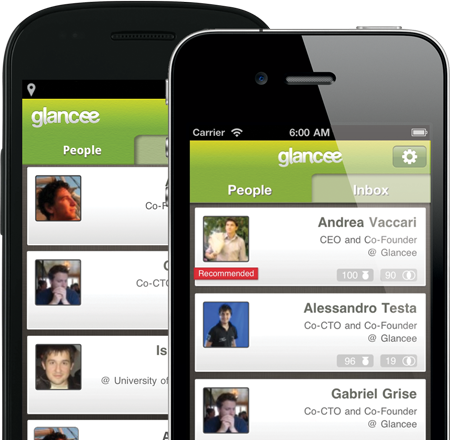 glancee
People
Co-
Co-CTO
Is
@ University of
Carrier
6:00 AM
glancee
People
Inbox
Andrea Vaccari
CEO and Co-Founder
@ Glancee
Recommended
100
90
Alessandro Testa
Co-CTO and Co-Founder
@ Glancee
96
19
Gabriel Grise
Co-CTO and Co-Founder
@ Glancee